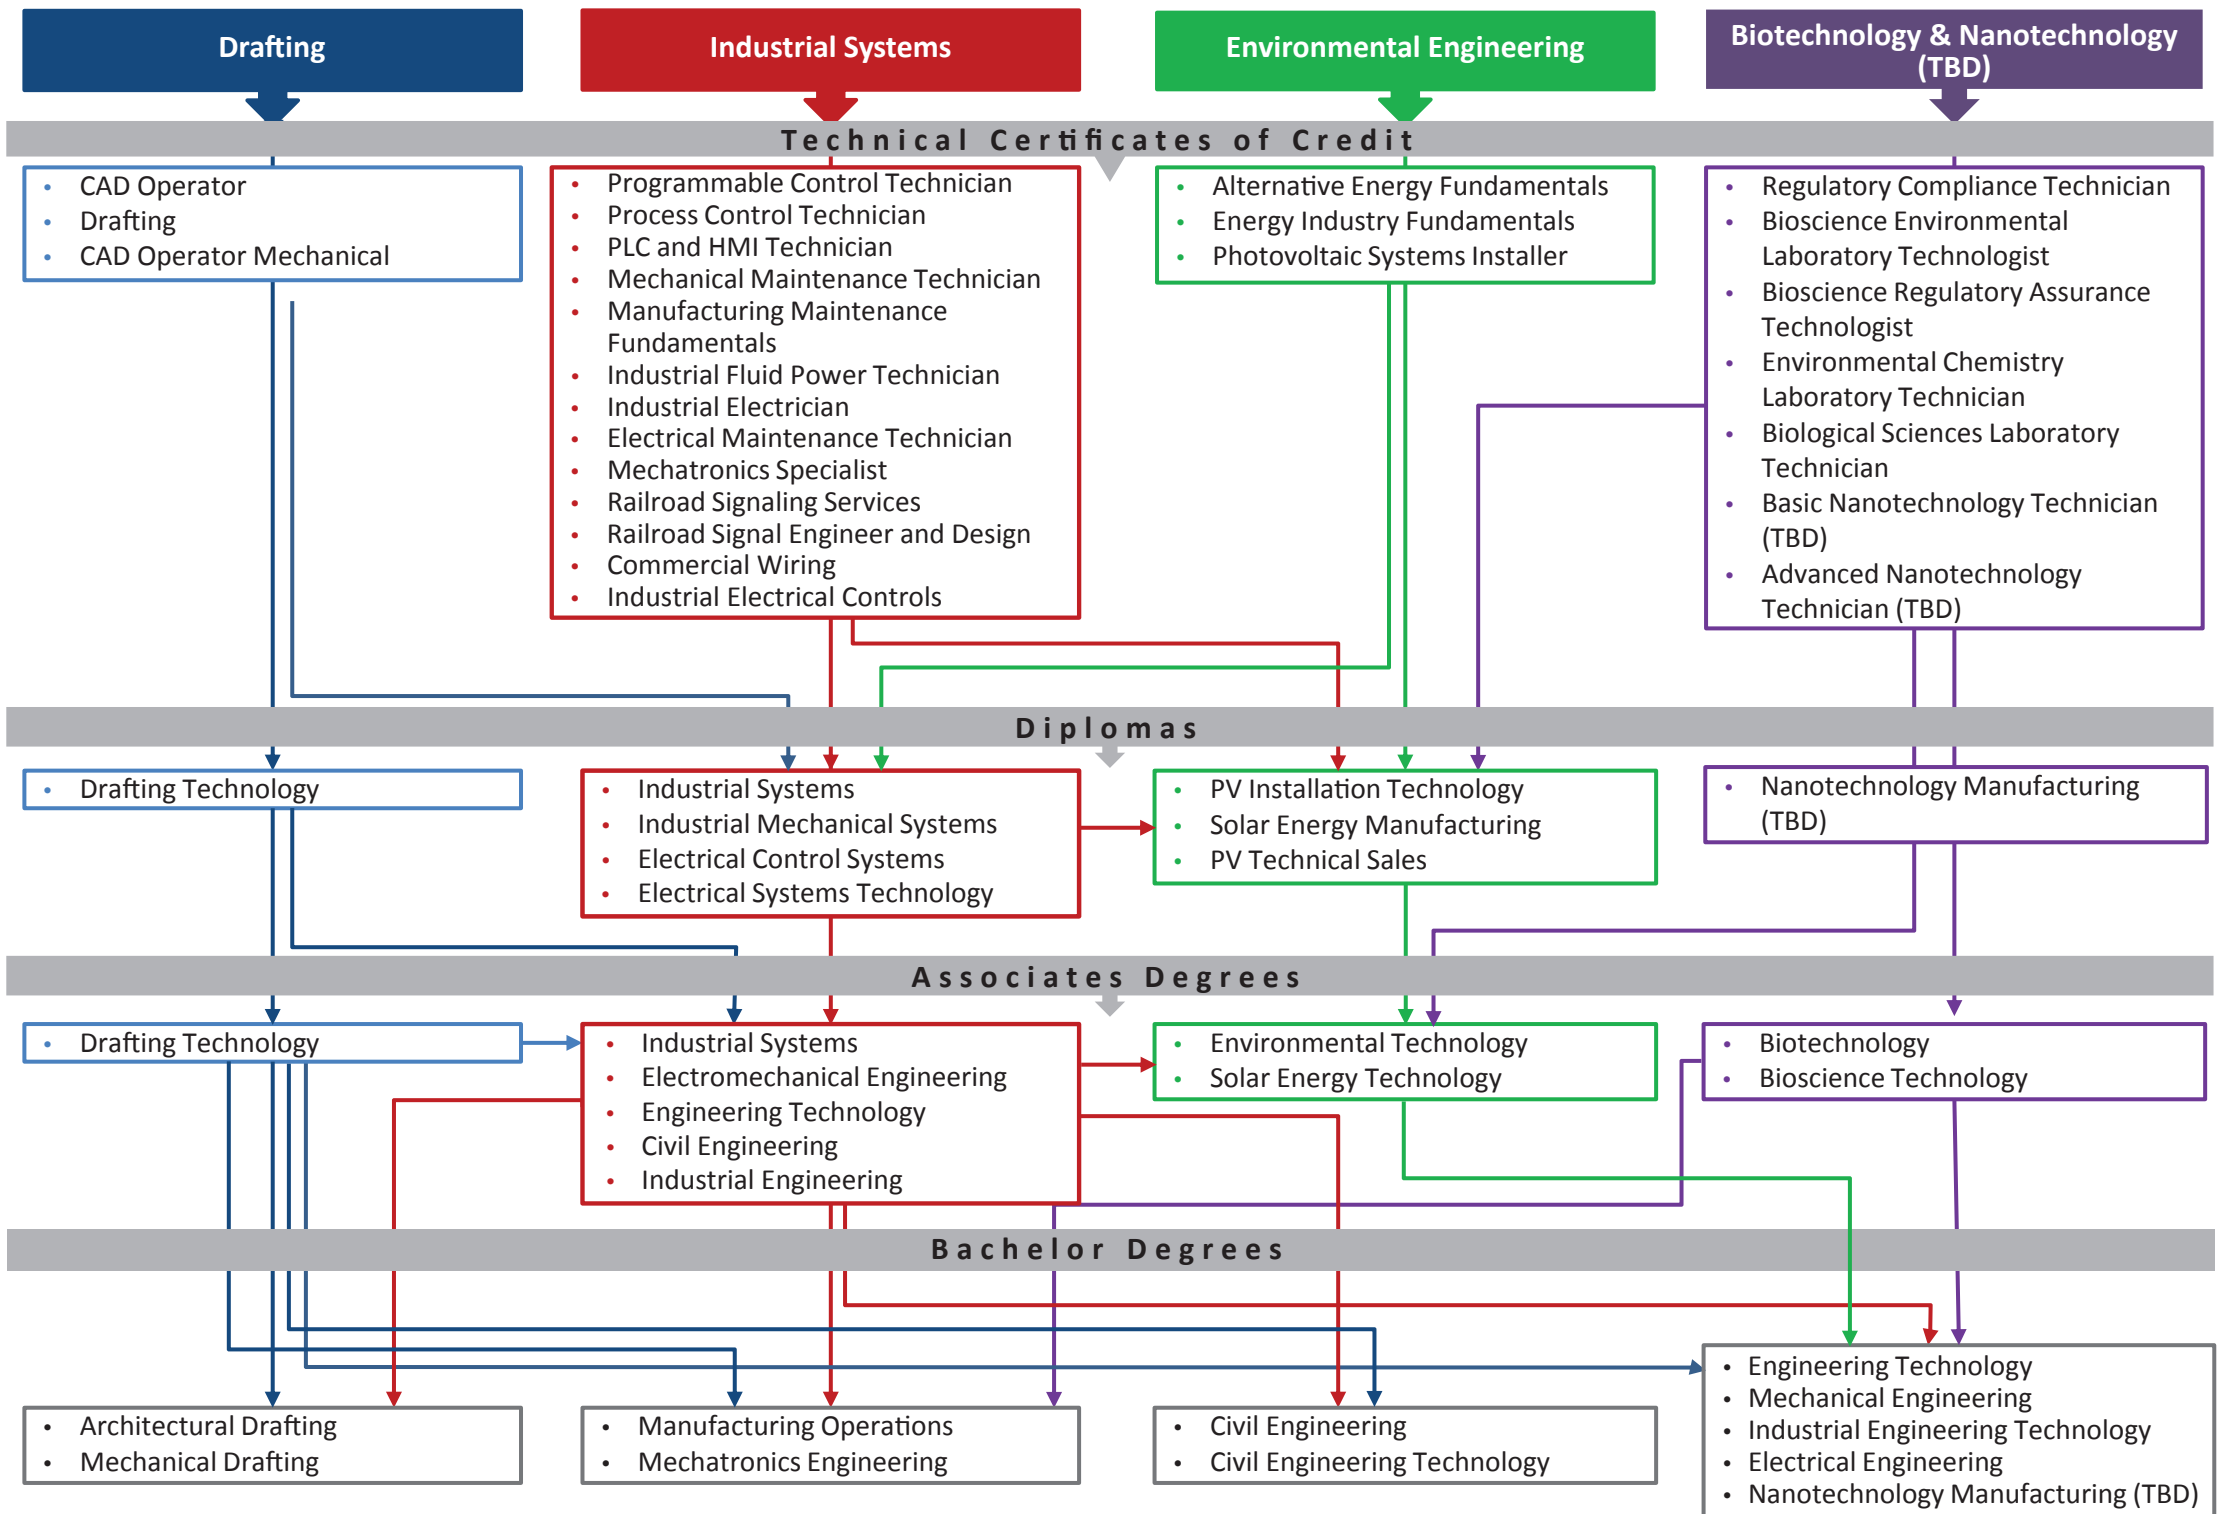 Drafting
Industrial Systems
Environmental Engineering
Biotechnology & Nanotechnology
(TBD)
Technical Certificates of Credit
• CAD Operator
• Drafting
• CAD Operator Mechanical
• Programmable Control Technician
• Process Control Technician
• PLC and HMI Technician
• Mechanical Maintenance Technician
• Manufacturing Maintenance
Fundamentals
• Industrial Fluid Power Technician
• Industrial Electrician
• Electrical Maintenance Technician
• Mechatronics Specialist
• Railroad Signaling Services
• Railroad Signal Engineer and Design
• Commercial Wiring
• Industrial Electrical Controls
• Alternative Energy Fundamentals
• Energy Industry Fundamentals
• Photovoltaic Systems Installer
• Regulatory Compliance Technician
• Bioscience Environmental
Laboratory Technologist
• Bioscience Regulatory Assurance
Technologist
• Environmental Chemistry
Laboratory Technician
• Biological Sciences Laboratory
Technician
• Basic Nanotechnology Technician
(TBD)
• Advanced Nanotechnology
Technician (TBD)
Diplomas
• Drafting Technology
• Industrial Systems
• Industrial Mechanical Systems
• Electrical Control Systems
• Electrical Systems Technology
• PV Installation Technology
• Solar Energy Manufacturing
• PV Technical Sales
• Nanotechnology Manufacturing
(TBD)
Associates Degrees
• Drafting Technology
• Industrial Systems
• Electromechanical Engineering
• Engineering Technology
• Civil Engineering
• Industrial Engineering
• Environmental Technology
• Solar Energy Technology
• Biotechnology
• Bioscience Technology
Bachelor Degrees
• Architectural Drafting
• Mechanical Drafting
• Manufacturing Operations
• Mechatronics Engineering
• Civil Engineering
• Civil Engineering Technology
• Engineering Technology
• Mechanical Engineering
• Industrial Engineering Technology
• Electrical Engineering
• Nanotechnology Manufacturing (TBD)